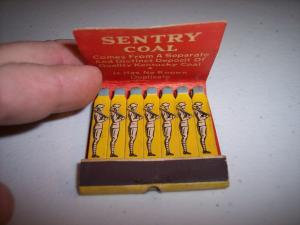 SENTRY
COAL
Comes From A Separate
And Distinct Deposit Of
Quality Kentucky Coal
It Has No Known
Duplicate